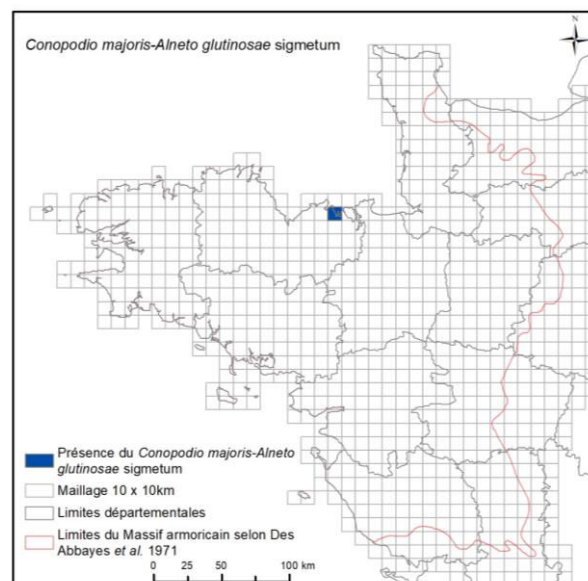 Conopodio majoris-Alneto glutinosae sigmetum
N
Présence du Conopodio majoris-Alneto
glutinosae sigmetum
Maillage 10 x 10km
Limites départementales
Limites du Massif armoricain selon Des
Abbayes et al. 1971
0 25 50 100 km